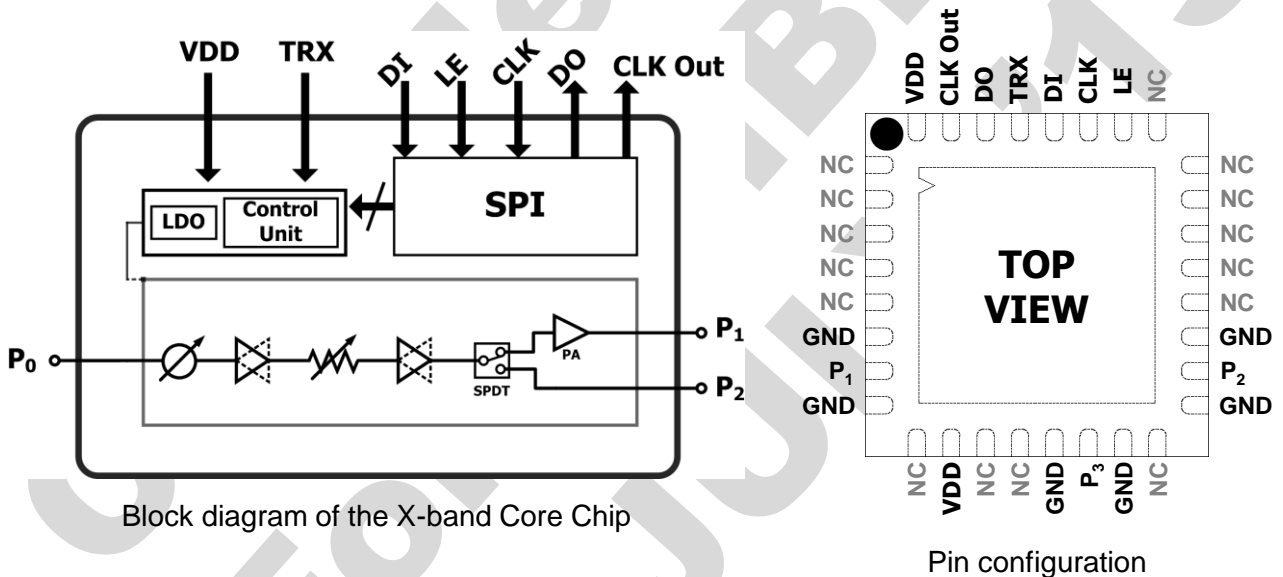 VDD TRX DI LE CLK DO CLK Out
LDO
Control
Unit
SPI
P0
PA
SPDT
P1
P2
Block diagram of the X-band Core Chip
VDD CLK Out DO TRX DI CLK LE NC
NC NC
NC NC
NC NC
NC NC
NC NC
GND GND
P1 P2
GND GND
TOP
VIEW
NC VDD NC NC GND P3 GND NC
Pin configuration